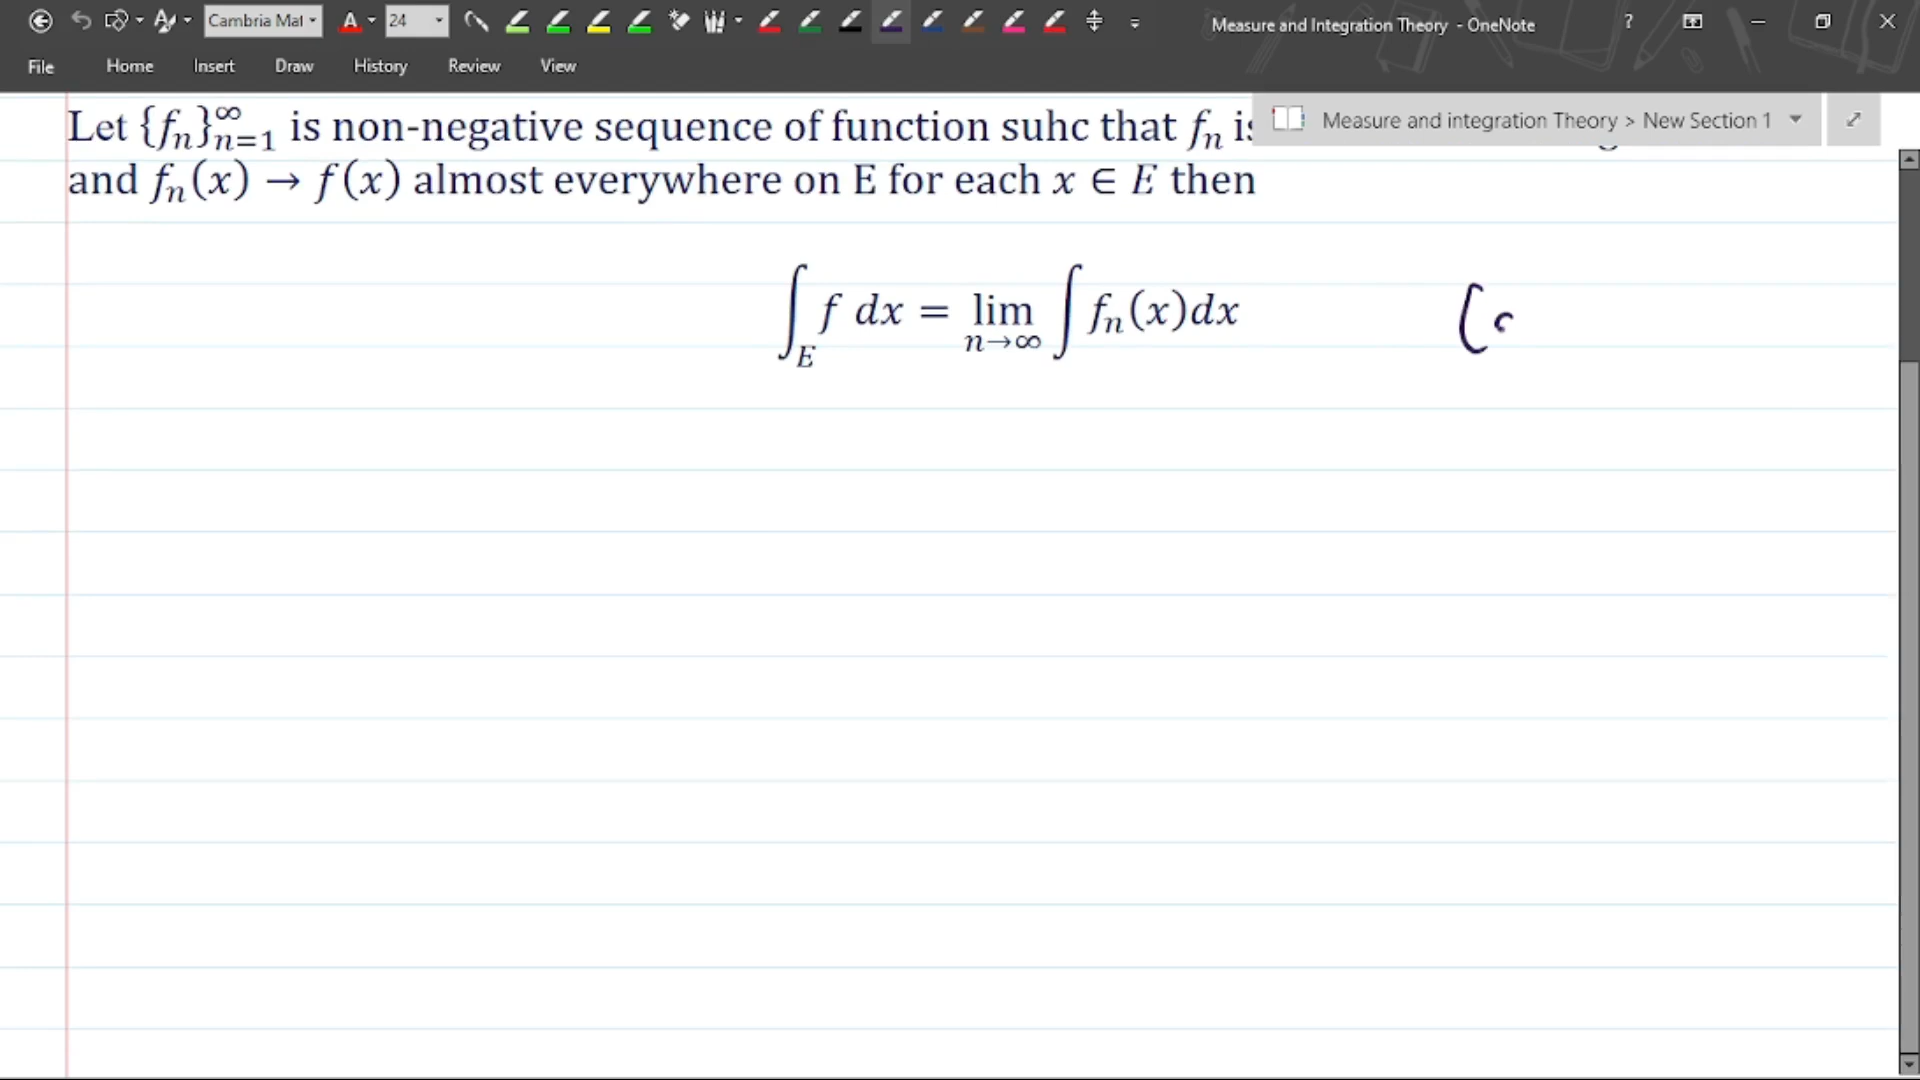 Cambria Mat A 24 Measure and Integration Theory - OneNote ?
File Home Insert Draw History Review View
Let {fₙ}∞ₙ₌₁ is non-negative sequence of function suhc that fₙ is
Measure and integration Theory > New Section 1
and fₙ(x) → f(x) almost everywhere on E for each x ∈ E then
∫_E f dx = lim_{n→∞} ∫ fₙ(x)dx